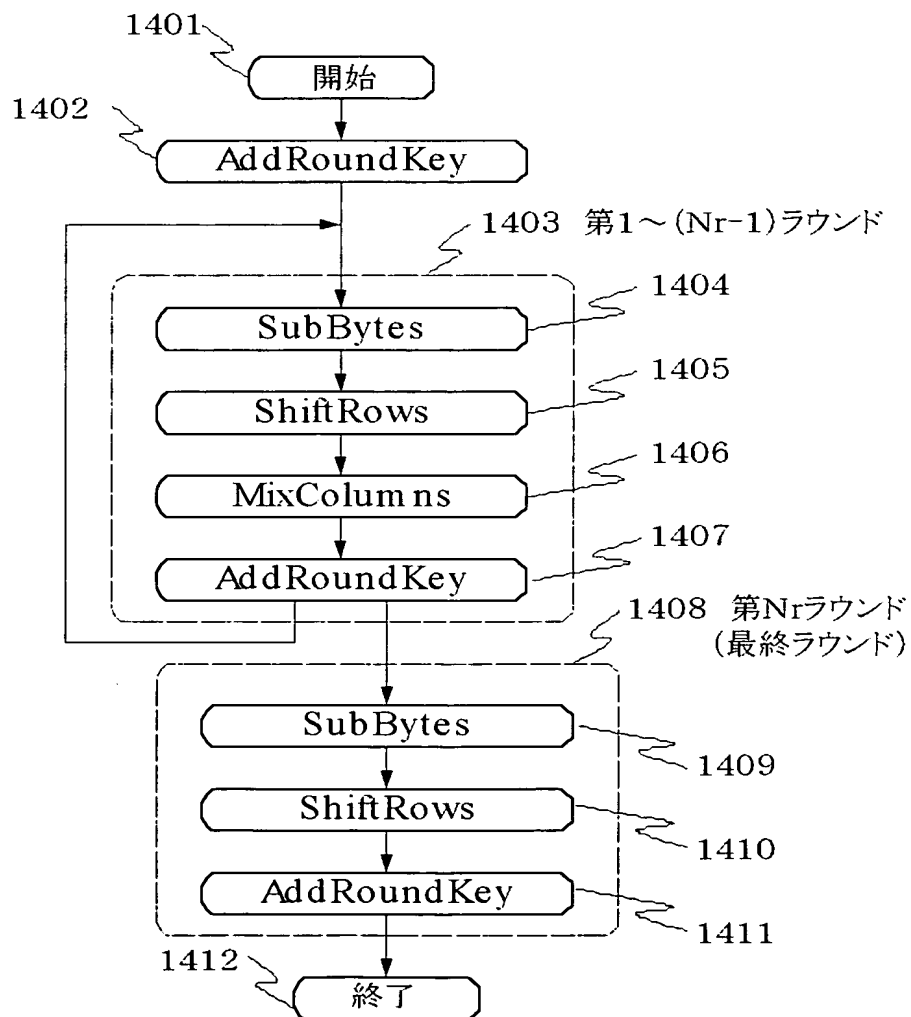 1401
開始
1402
AddRoundKey
1403 第1～(Nr-1)ラウンド
1404
SubBytes
1405
ShiftRows
1406
MixColumns
1407
AddRoundKey
1408 第Nrラウンド
(最終ラウンド)
SubBytes
1409
ShiftRows
1410
AddRoundKey
1411
1412
終了